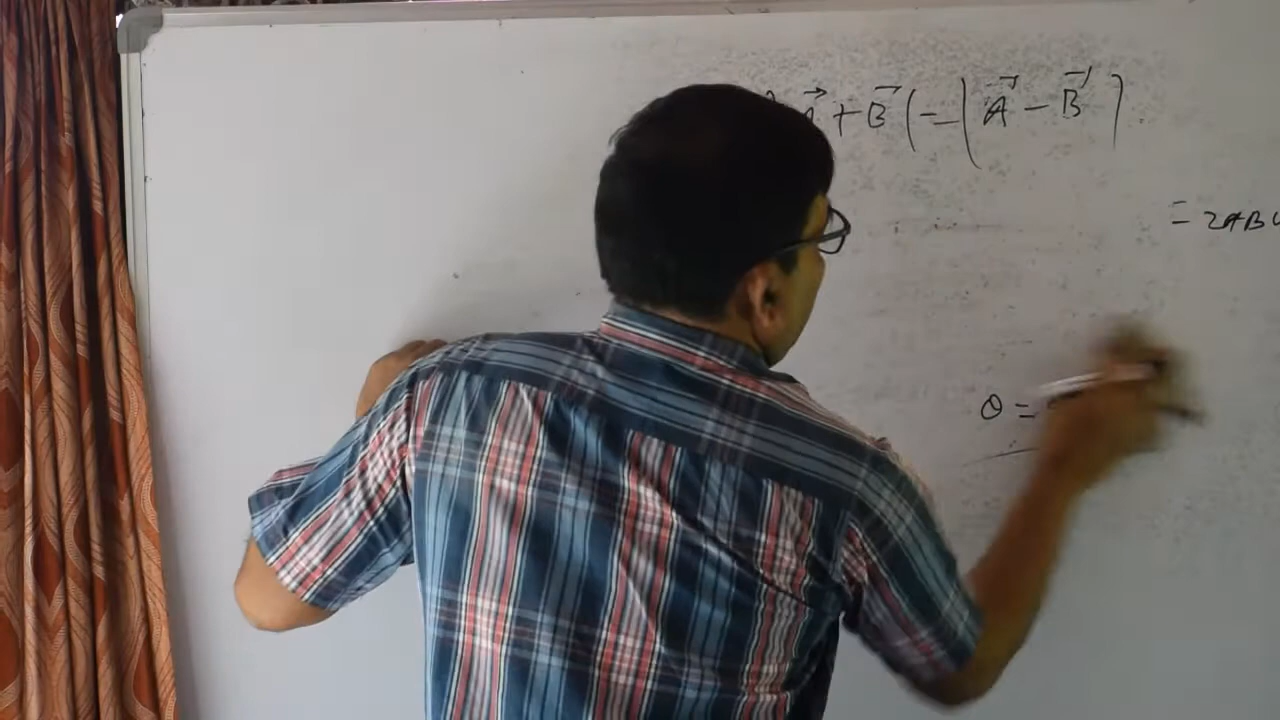 A⃗ + B⃗ | = | A⃗ − B⃗ |
= 2AB
θ =